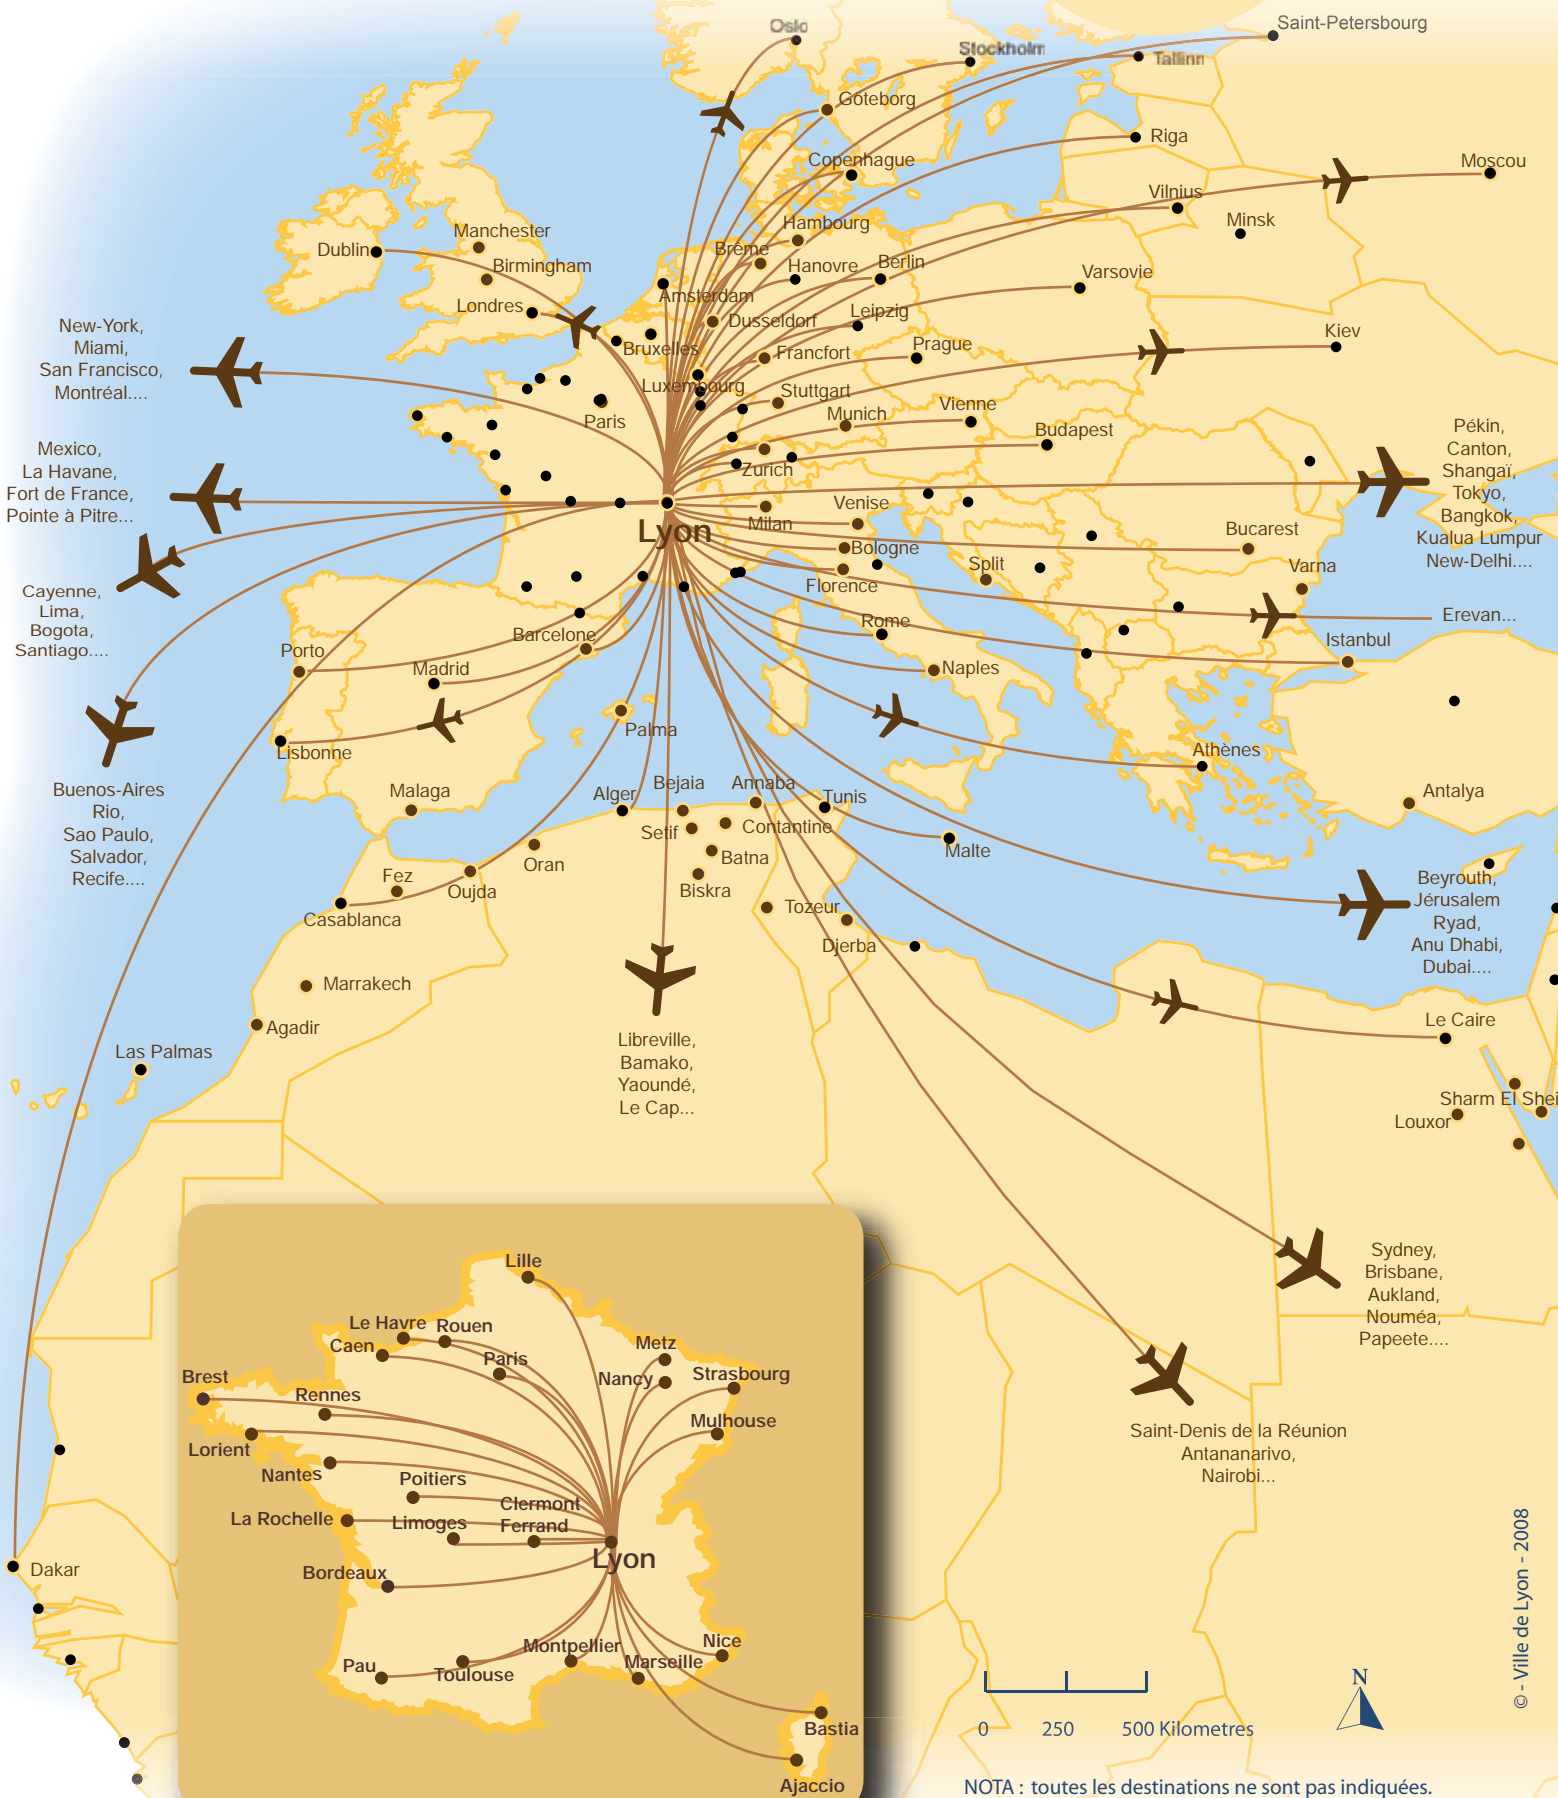 Oslo
Saint-Petersbourg
Stockholm
Tallinn
Göteborg
Riga
Copenhague
Moscou
Vilnius
Minsk
Manchester
Hambourg
Dublin
Brême
Birmingham
Hanovre
Berlin
Varsovie
Amsterdam
Londres
Dusseldorf
Leipzig
New-York,
Miami,
San Francisco,
Montréal....
Kiev
Bruxelles
Francfort
Prague
Luxembourg
Stuttgart
Paris
Munich
Vienne
Budapest
Pékin,
Canton,
Shangaï,
Tokyo,
Bangkok,
Kualua Lumpur
New-Delhi....
Mexico,
La Havane,
Fort de France,
Pointe à Pitre...
Zurich
Lyon
Milan
Venise
Bucarest
Bologne
Split
Varna
Florence
Cayenne,
Lima,
Bogota,
Santiago....
Erevan...
Rome
Barcelone
Istanbul
Porto
Madrid
Naples
Palma
Lisbonne
Athènes
Buenos-Aires
Rio,
Sao Paulo,
Salvador,
Recife....
Malaga
Alger
Bejaia
Annaba
Tunis
Antalya
Setif
Contantine
Malte
Batna
Oran
Fez
Oujda
Biskra
Casablanca
Tozeur
Djerba
Beyrouth,
Jérusalem
Ryad,
Anu Dhabi,
Dubai....
Marrakech
Agadir
Le Caire
Las Palmas
Libreville,
Bamako,
Yaoundé,
Le Cap...
Sharm El Shei
Louxor
Sydney,
Brisbane,
Aukland,
Nouméa,
Papeete....
Saint-Denis de la Réunion
Antananarivo,
Nairobi...
Dakar
Lille
Le Havre
Rouen
Caen
Paris
Metz
Nancy
Strasbourg
Brest
Rennes
Mulhouse
Lorient
Nantes
Poitiers
Clermont
Ferrand
La Rochelle
Limoges
Lyon
Bordeaux
Montpellier
Nice
Pau
Toulouse
Marseille
Bastia
Ajaccio
N
0 250 500 Kilometres
© - Ville de Lyon - 2008
NOTA : toutes les destinations ne sont pas indiquées.